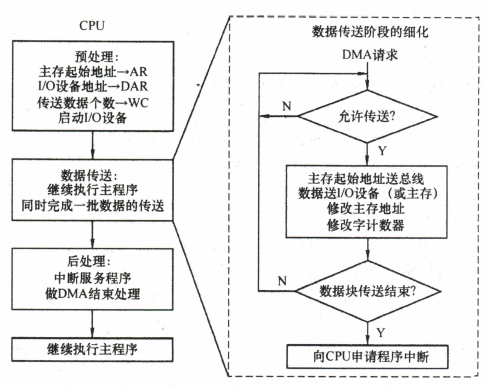 CPU
预处理：
主存起始地址→AR
I/O设备地址→DAR
传送数据个数→WC
启动I/O设备
数据传送：
继续执行主程序
同时完成一批数据的传送
后处理：
中断服务程序
做DMA结束处理
继续执行主程序
数据传送阶段的细化
DMA请求
N
允许传送?
Y
主存起始地址送总线
数据送I/O设备（或主存）
修改主存地址
修改字计数器
N
数据块传送结束?
Y
向CPU申请程序中断